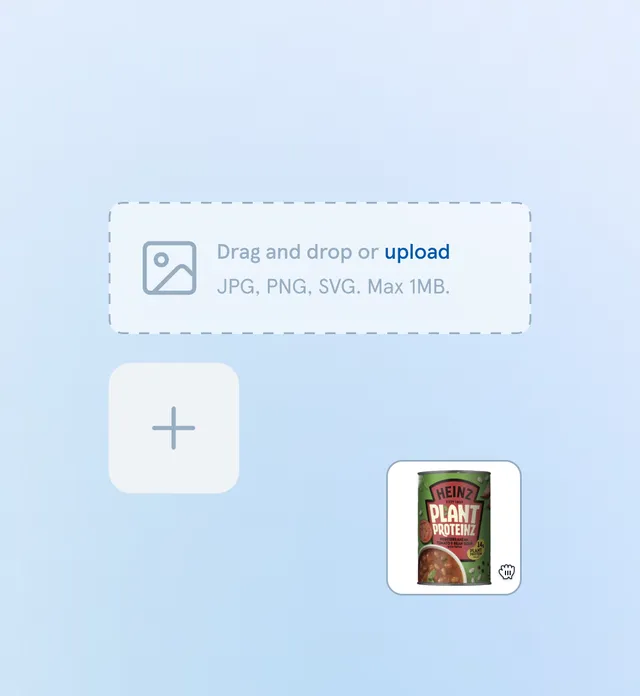 Drag and drop or upload
JPG, PNG, SVG. Max 1MB.
HEINZ
PLANT
PROTEINZ